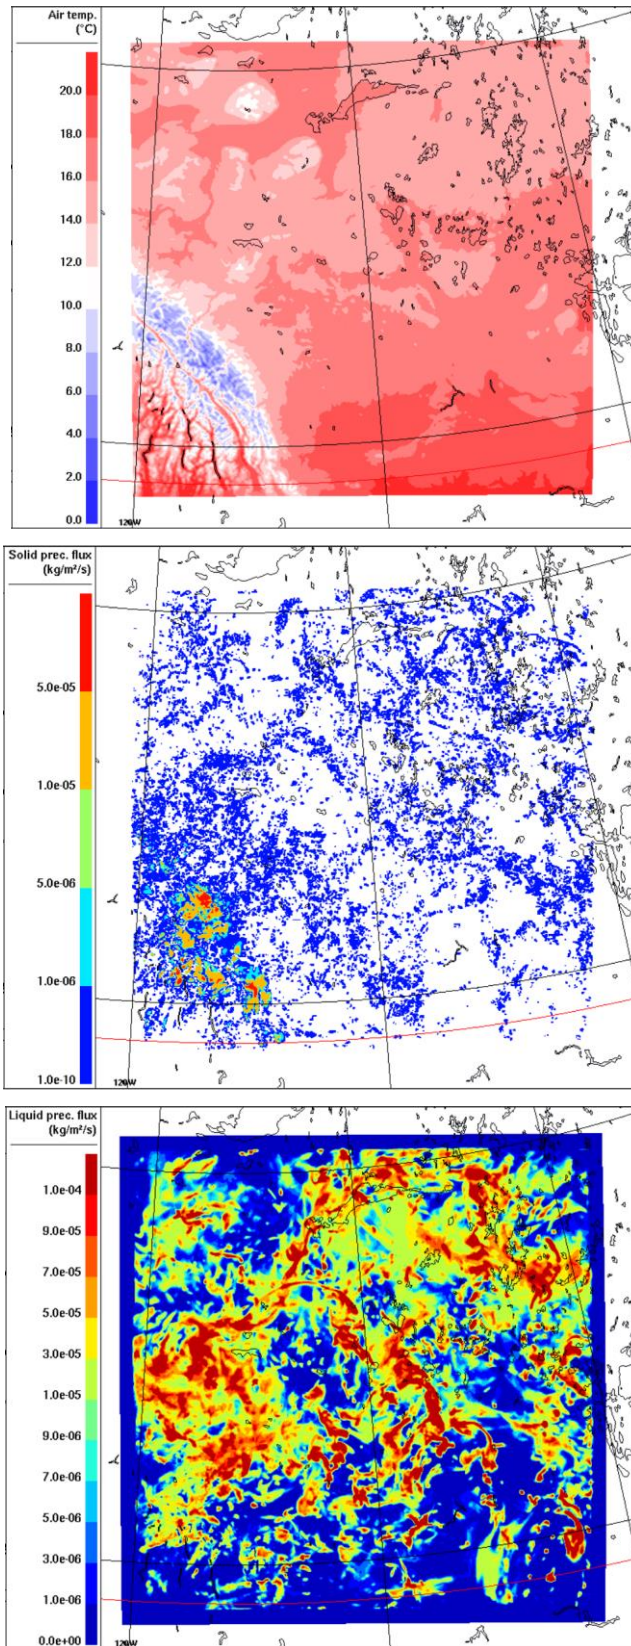 Air temp.
(°C)
20.0
18.0
16.0
14.0
12.0
10.0
8.0
6.0
4.0
2.0
0.0
120W
Solid prec. flux
(kg/m²/s)
5.0e-05
1.0e-05
5.0e-06
1.0e-06
1.0e-10
120W
Liquid prec. flux
(kg/m²/s)
1.0e-04
9.0e-05
7.0e-05
5.0e-05
3.0e-05
1.0e-05
9.0e-06
7.0e-06
5.0e-06
3.0e-06
1.0e-06
0.0e+00
120W